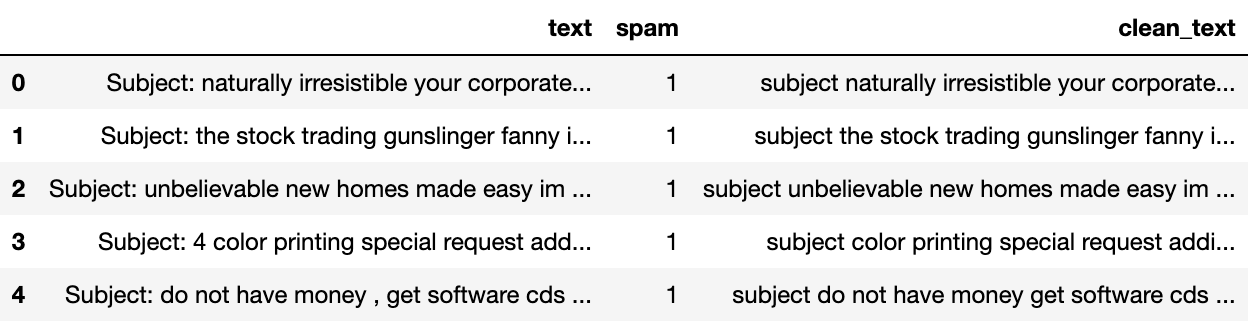 text spam clean_text
0 Subject: naturally irresistible your corporate... 1 subject naturally irresistible your corporate...
1 Subject: the stock trading gunslinger fanny i... 1 subject the stock trading gunslinger fanny i...
2 Subject: unbelievable new homes made easy im ... 1 subject unbelievable new homes made easy im ...
3 Subject: 4 color printing special request add... 1 subject color printing special request addi...
4 Subject: do not have money , get software cds ... 1 subject do not have money get software cds ...